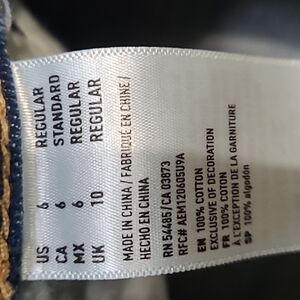 US 6 REGULAR
CA 6 STANDARD
MX 6 REGULAR
UK 10 REGULAR
MADE IN CHINA / FABRIQUÉ EN CHINE /
HECHO EN CHINA
RN 54485/CA 03873
RFC# AEM120605U9A
EN 100% COTTON
EXCLUSIVE OF DECORATION
FR 100% COTON
À L'EXCEPTION DE LA GARNITURE
SP 100% algodón